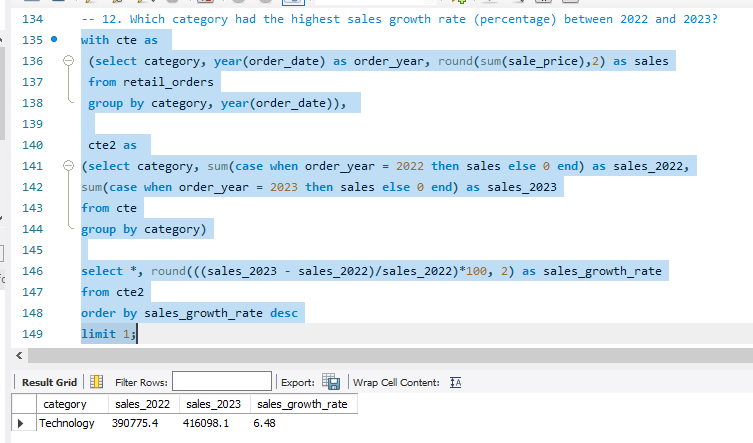 134 -- 12. Which category had the highest sales growth rate (percentage) between 2022 and 2023?
135 with cte as
136 (select category, year(order_date) as order_year, round(sum(sale_price),2) as sales
137 from retail_orders
138 group by category, year(order_date)),
139
140 cte2 as
141 (select category, sum(case when order_year = 2022 then sales else 0 end) as sales_2022,
142 sum(case when order_year = 2023 then sales else 0 end) as sales_2023
143 from cte
144 group by category)
145
146 select *, round(((sales_2023 - sales_2022)/sales_2022)*100, 2) as sales_growth_rate
147 from cte2
148 order by sales_growth_rate desc
149 limit 1;
Result Grid Filter Rows: Export: Wrap Cell Content:
category sales_2022 sales_2023 sales_growth_rate
Technology 390775.4 416098.1 6.48